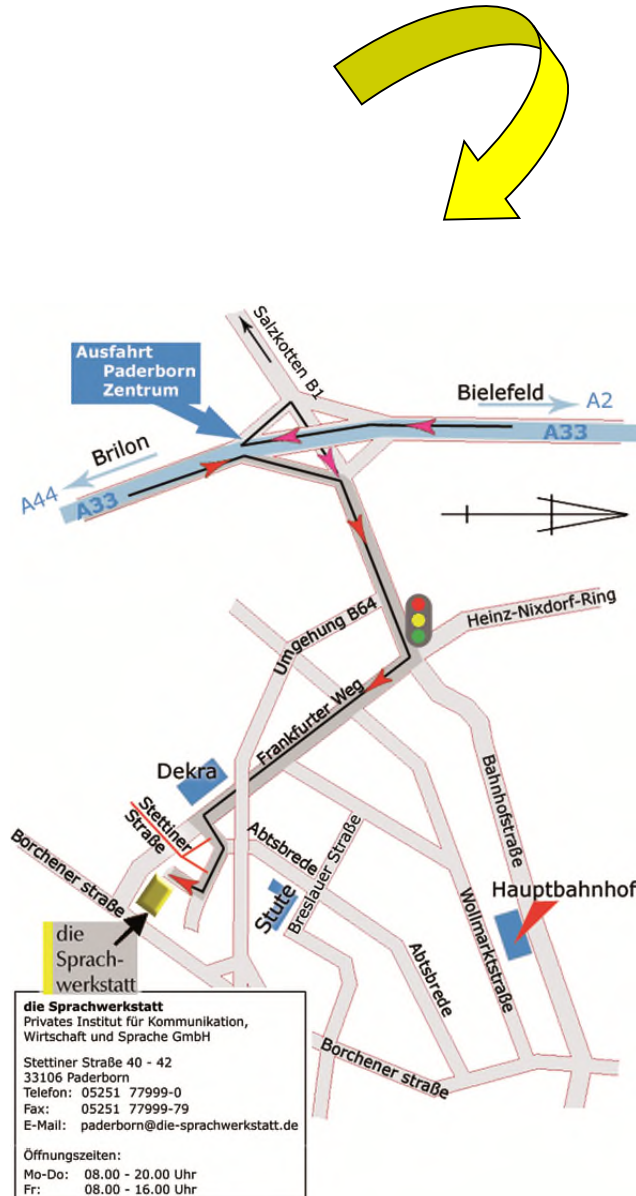 Salzkotten B1
Ausfahrt
Paderborn
Zentrum
Bielefeld
A2
A33
Brilon
A44
A33
Heinz-Nixdorf-Ring
Umgehung B64
Frankfurter Weg
Dekra
Stettiner
Straße
Borchener straße
Abtsbrede
Stute
Breslauer Straße
Bahnhofstraße
Wollmarktstraße
Hauptbahnhof
Abtsbrede
Borchener straße
die
Sprach-
werkstatt
die Sprachwerkstatt
Privates Institut für Kommunikation,
Wirtschaft und Sprache GmbH
Stettiner Straße 40 - 42
33106 Paderborn
Telefon: 05251 77999-0
Fax: 05251 77999-79
E-Mail: paderborn@die-sprachwerkstatt.de
Öffnungszeiten:
Mo-Do: 08.00 - 20.00 Uhr
Fr: 08.00 - 16.00 Uhr